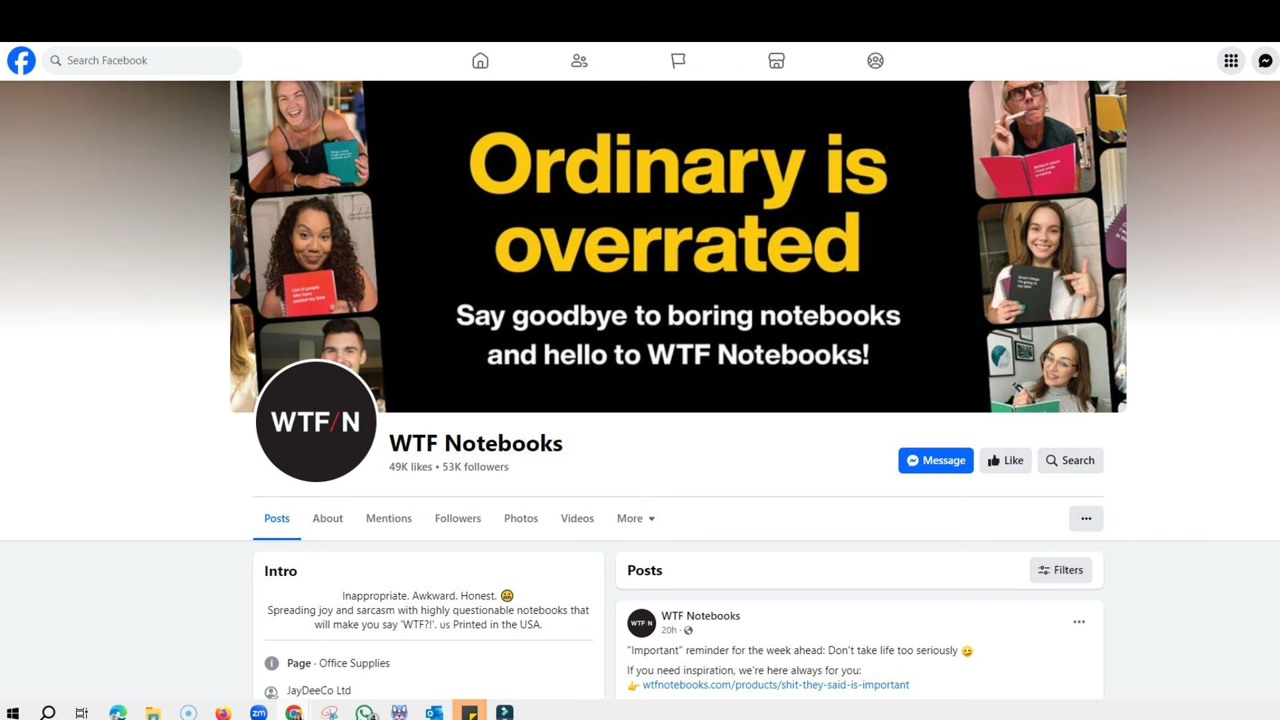 Search Facebook
Ordinary is
overrated
Say goodbye to boring notebooks
and hello to WTF Notebooks!
WTF/N
WTF Notebooks
49K likes • 53K followers
Message
Like
Search
Posts
About
Mentions
Followers
Photos
Videos
More
Intro
Inappropriate. Awkward. Honest. 😆
Spreading joy and sarcasm with highly questionable notebooks that
will make you say 'WTF?!'. us Printed in the USA.
Page · Office Supplies
JayDeeCo Ltd
Posts
Filters
WTF N
WTF Notebooks
20h ·
"Important" reminder for the week ahead: Don't take life too seriously 😜
If you need inspiration, we're here always for you:
👉 wtfnotebooks.com/products/shit-they-said-is-important
zm